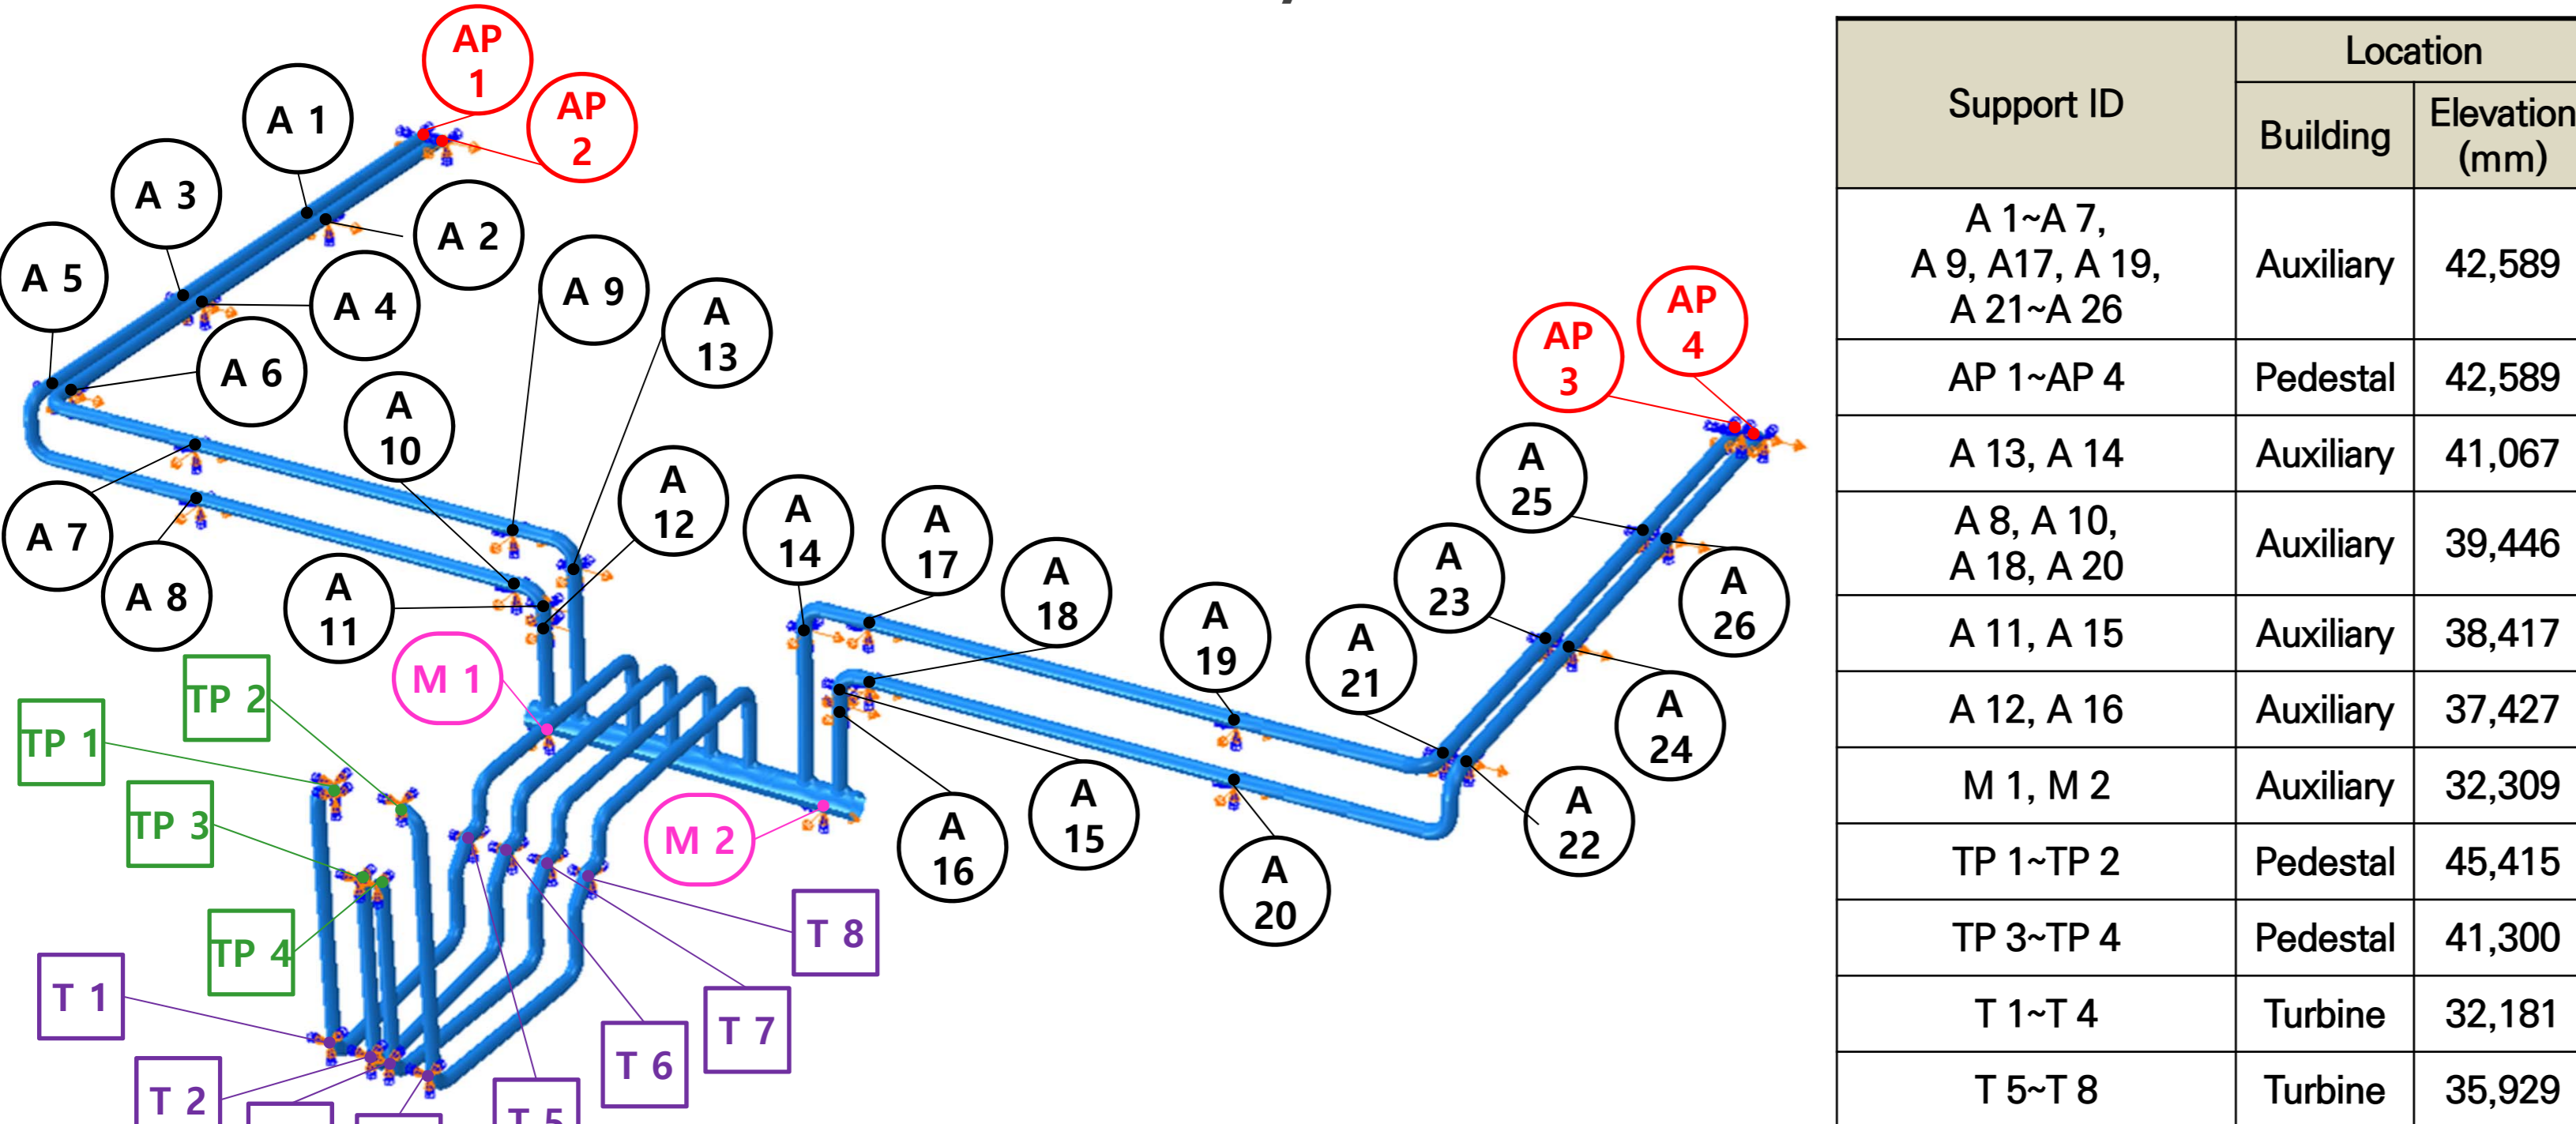 AP
1
AP
2
A 1
A 3
A 2
A 5
A 4
A 9
A
13
A 6
A
10
A
12
A 7
A 8
A
11
A
14
A
17
A
18
AP
3
AP
4
A
25
A
23
A
26
A
19
A
21
A
24
M 1
TP 2
TP 1
TP 3
M 2
A
16
A
15
A
22
A
20
TP 4
T 8
T 1
T 7
T 6
T 2
T 5
Support ID
Location
Building
Elevation
(mm)
A 1~A 7,
A 9, A17, A 19,
A 21~A 26
Auxiliary
42,589
AP 1~AP 4
Pedestal
42,589
A 13, A 14
Auxiliary
41,067
A 8, A 10,
A 18, A 20
Auxiliary
39,446
A 11, A 15
Auxiliary
38,417
A 12, A 16
Auxiliary
37,427
M 1, M 2
Auxiliary
32,309
TP 1~TP 2
Pedestal
45,415
TP 3~TP 4
Pedestal
41,300
T 1~T 4
Turbine
32,181
T 5~T 8
Turbine
35,929